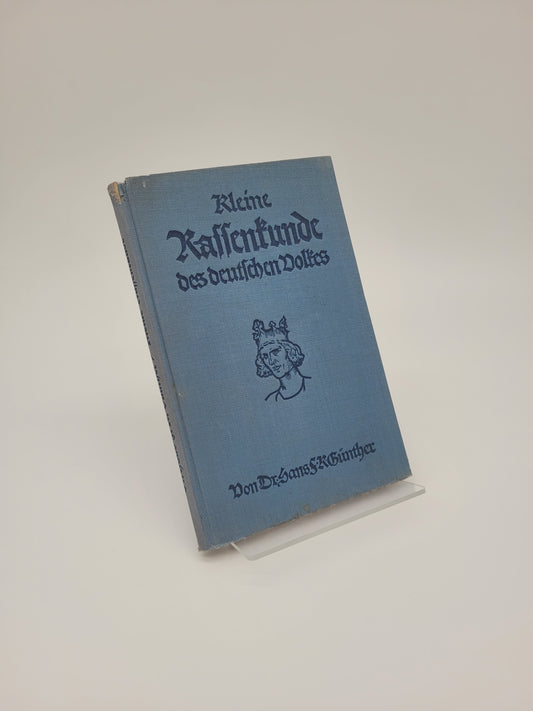 Kleine
Rassenkunde
des deutschen Volkes
Von Dr. Hans F. K. Günther